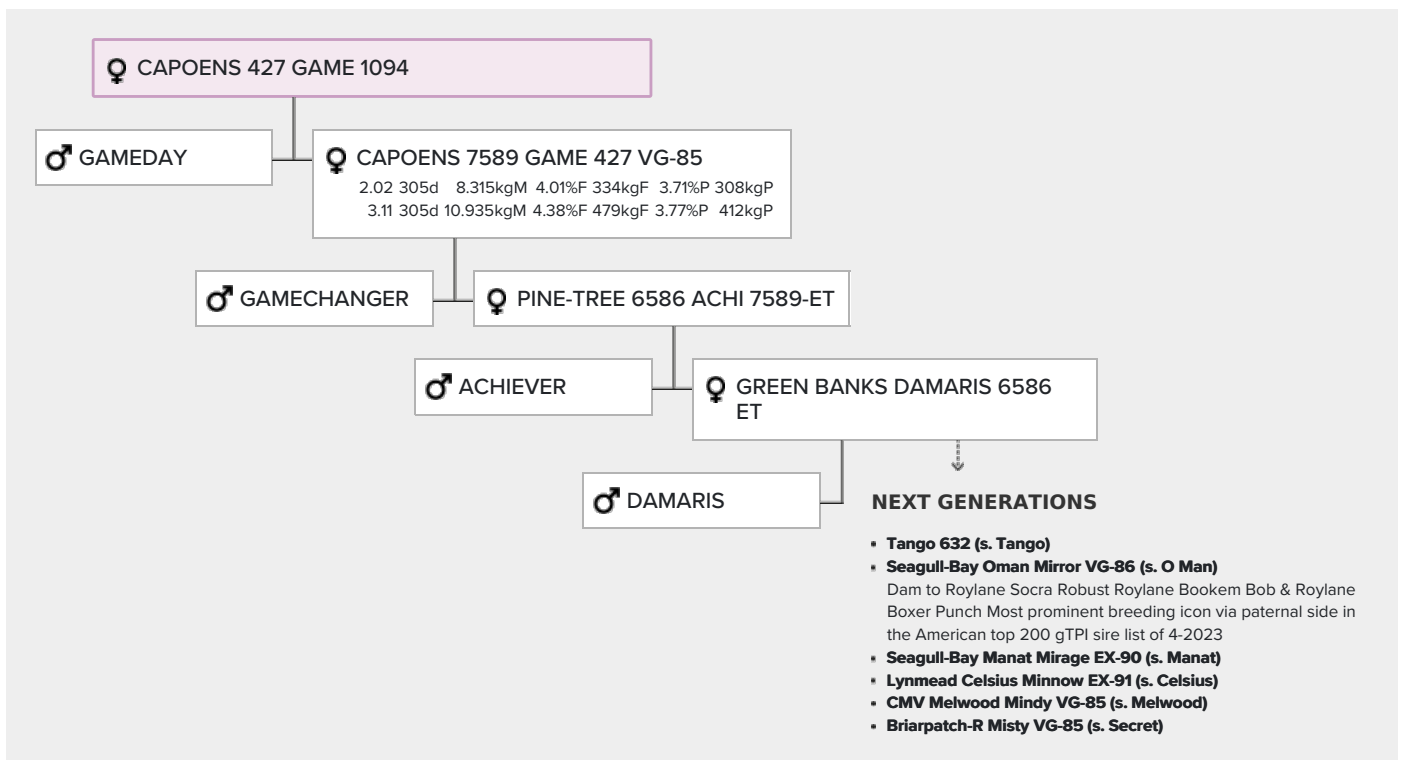 CAPOENS 427 GAME 1094
GAMEDAY
CAPOENS 7589 GAME 427 VG-85
2.02 305d 8.315kgM 4.01%F 334kgF 3.71%P 308kgP
3.11 305d 10.935kgM 4.38%F 479kgF 3.77%P 412kgP
GAMECHANGER
PINE-TREE 6586 ACHI 7589-ET
ACHIEVER
GREEN BANKS DAMARIS 6586
ET
DAMARIS
NEXT GENERATIONS
Tango 632 (s. Tango)
Seagull-Bay Oman Mirror VG-86 (s. O Man)
Dam to Roylane Socra Robust Roylane Bookem Bob & Roylane
Boxer Punch Most prominent breeding icon via paternal side in
the American top 200 gTPI sire list of 4-2023
Seagull-Bay Manat Mirage EX-90 (s. Manat)
Lynmead Celsius Minnow EX-91 (s. Celsius)
CMV Melwood Mindy VG-85 (s. Melwood)
Briarpatch-R Misty VG-85 (s. Secret)